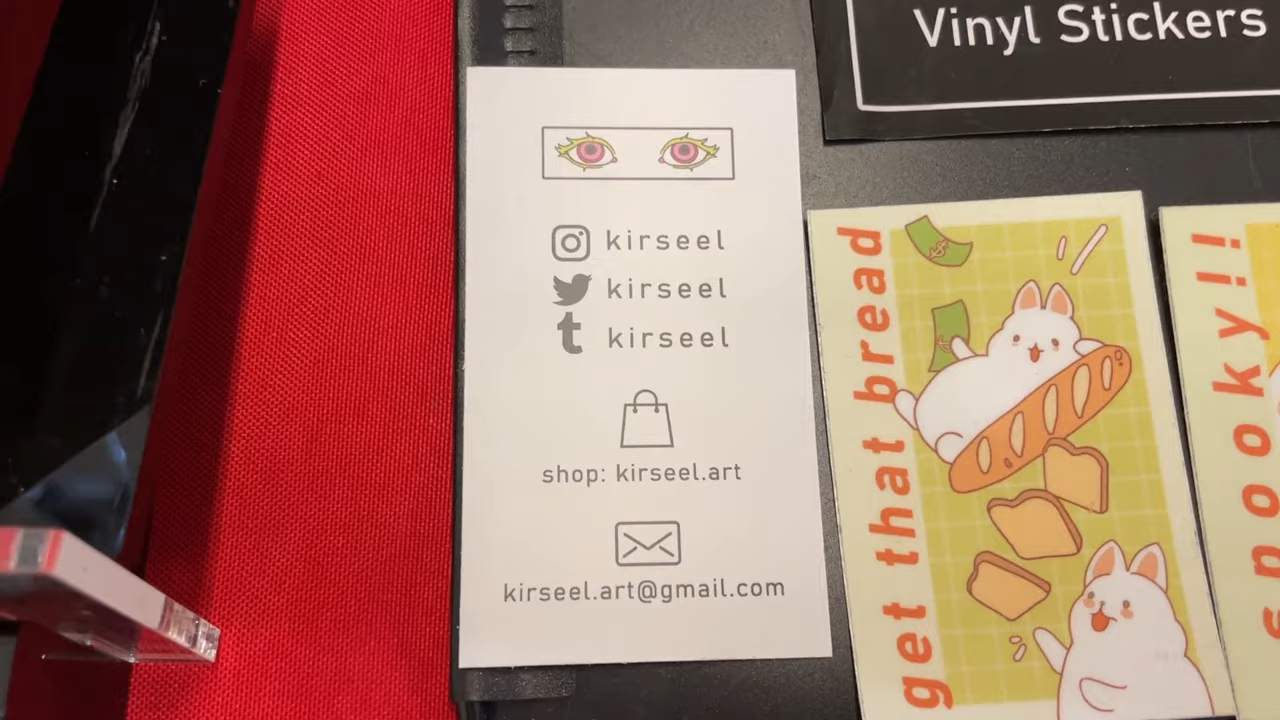 Vinyl Stickers
kirseel
kirseel
kirseel
shop: kirseel.art
kirseel.art@gmail.com
get that bread
spooky!!